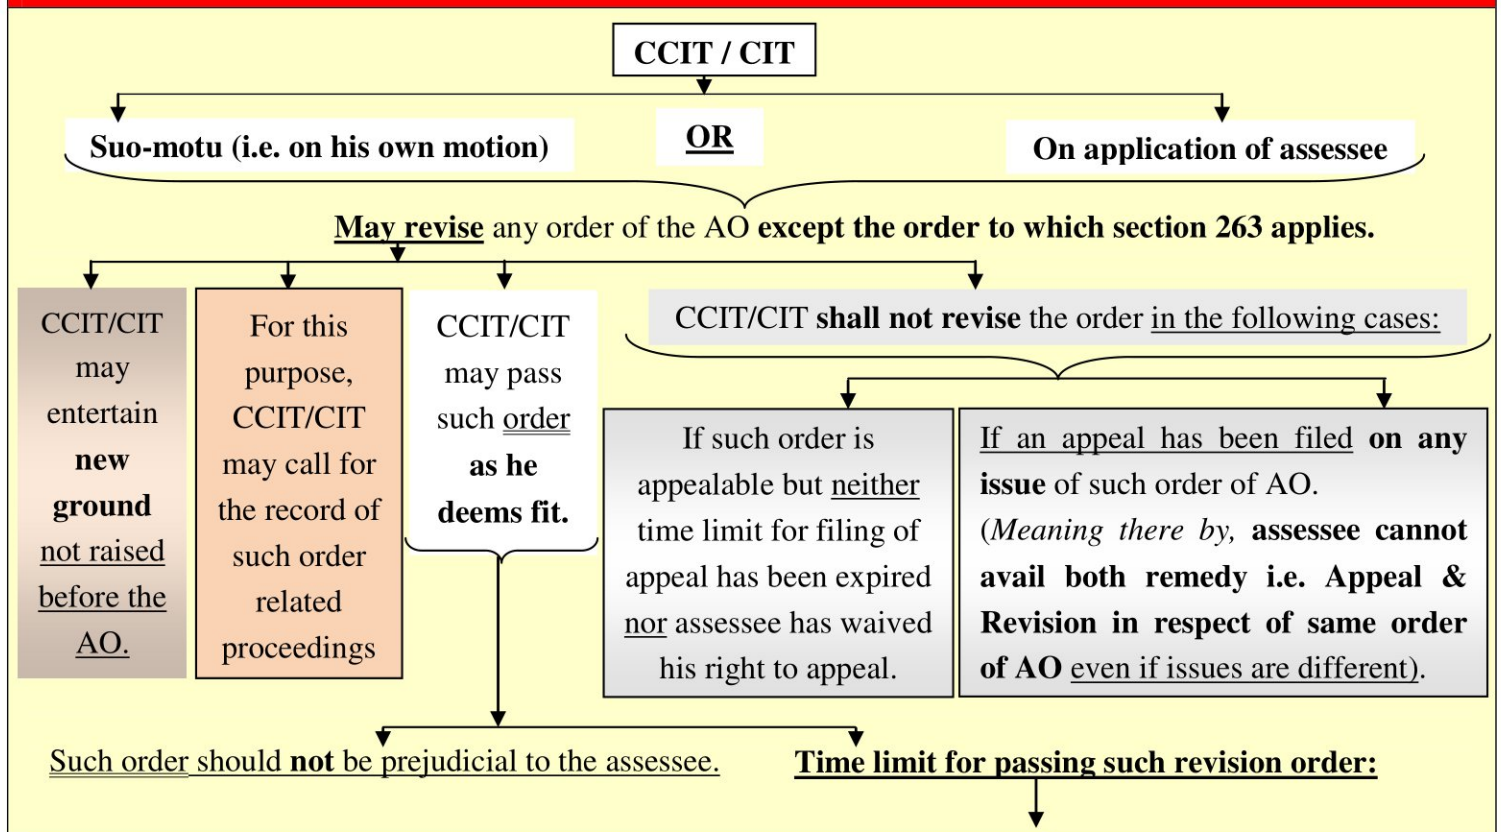 CCIT / CIT
Suo-motu (i.e. on his own motion)
OR
On application of assessee
May revise any order of the AO except the order to which section 263 applies.
CCIT/CIT
may
entertain
new
ground
not raised
before the
AO.
For this
purpose,
CCIT/CIT
may call for
the record of
such order
related
proceedings
CCIT/CIT
may pass
such order
as he
deems fit.
CCIT/CIT shall not revise the order in the following cases:
If such order is
appealable but neither
time limit for filing of
appeal has been expired
nor assessee has waived
his right to appeal.
If an appeal has been filed on any
issue of such order of AO.
(Meaning there by, assessee cannot
avail both remedy i.e. Appeal &
Revision in respect of same order
of AO even if issues are different).
Such order should not be prejudicial to the assessee.
Time limit for passing such revision order: